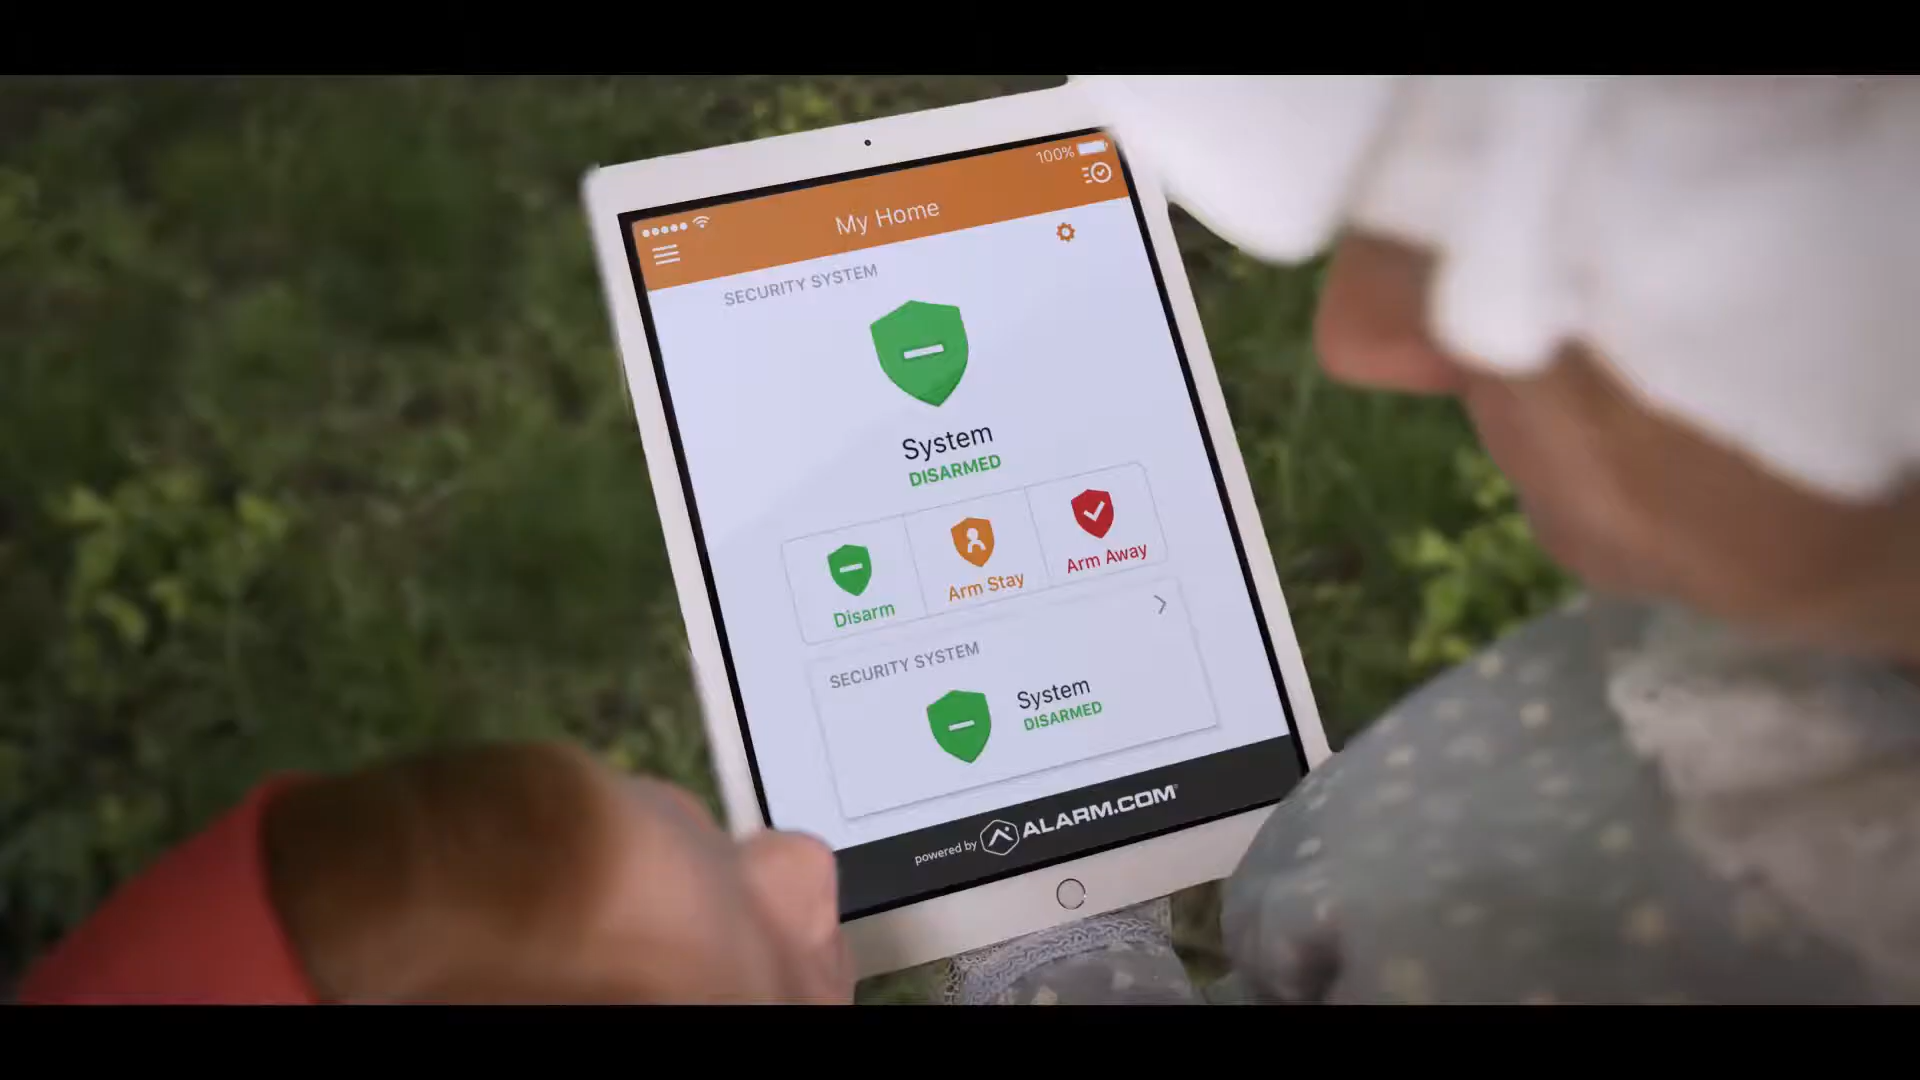 100%
My Home
SECURITY SYSTEM
System
DISARMED
Disarm
Arm Stay
Arm Away
SECURITY SYSTEM
System
DISARMED
powered by ALARM.COM